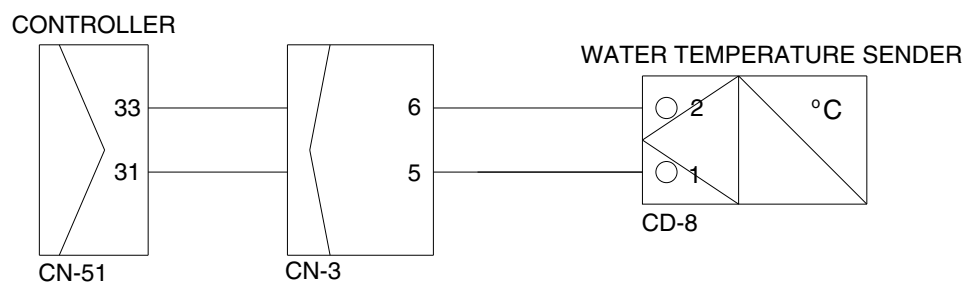 CONTROLLER
WATER TEMPERATURE SENDER
33
6
2
°C
31
5
1
CD-8
CN-51
CN-3